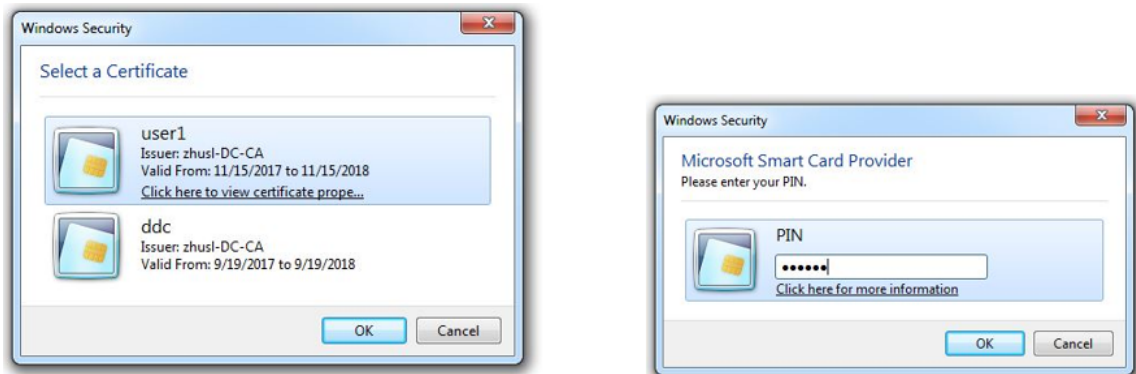 Windows Security
Select a Certificate
user1
Issuer: zhusl-DC-CA
Valid From: 11/15/2017 to 11/15/2018
Click here to view certificate prope...
ddc
Issuer: zhusl-DC-CA
Valid From: 9/19/2017 to 9/19/2018
OK
Cancel
Windows Security
Microsoft Smart Card Provider
Please enter your PIN.
PIN
••••••
Click here for more information
OK
Cancel